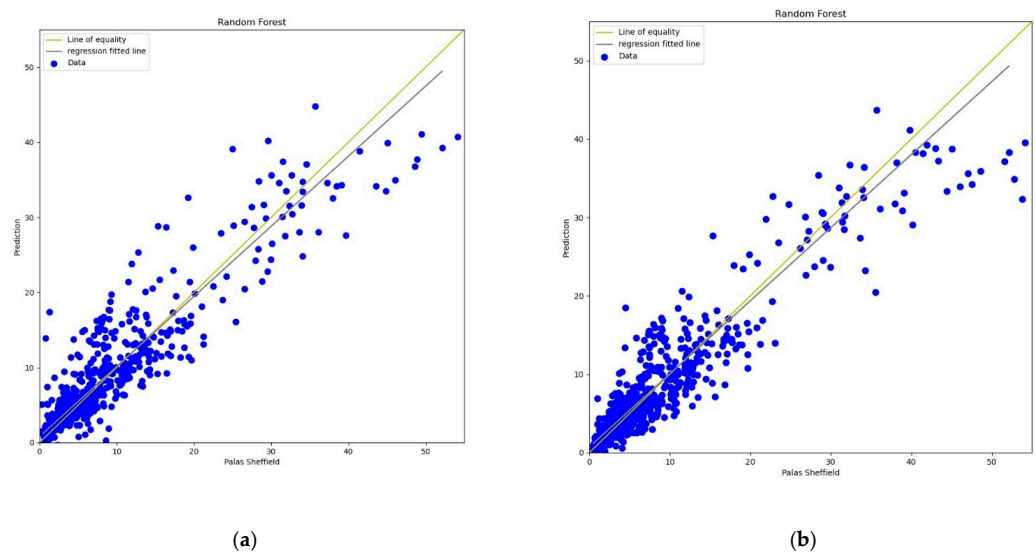 Random Forest
Line of equality
regression fitted line
Data
50
40
30
20
10
0
Prediction
0 10 20 30 40 50
Palas Sheffield
(a)
Random Forest
Line of equality
regression fitted line
Data
50
40
30
20
10
0
Prediction
0 10 20 30 40 50
Palas Sheffield
(b)